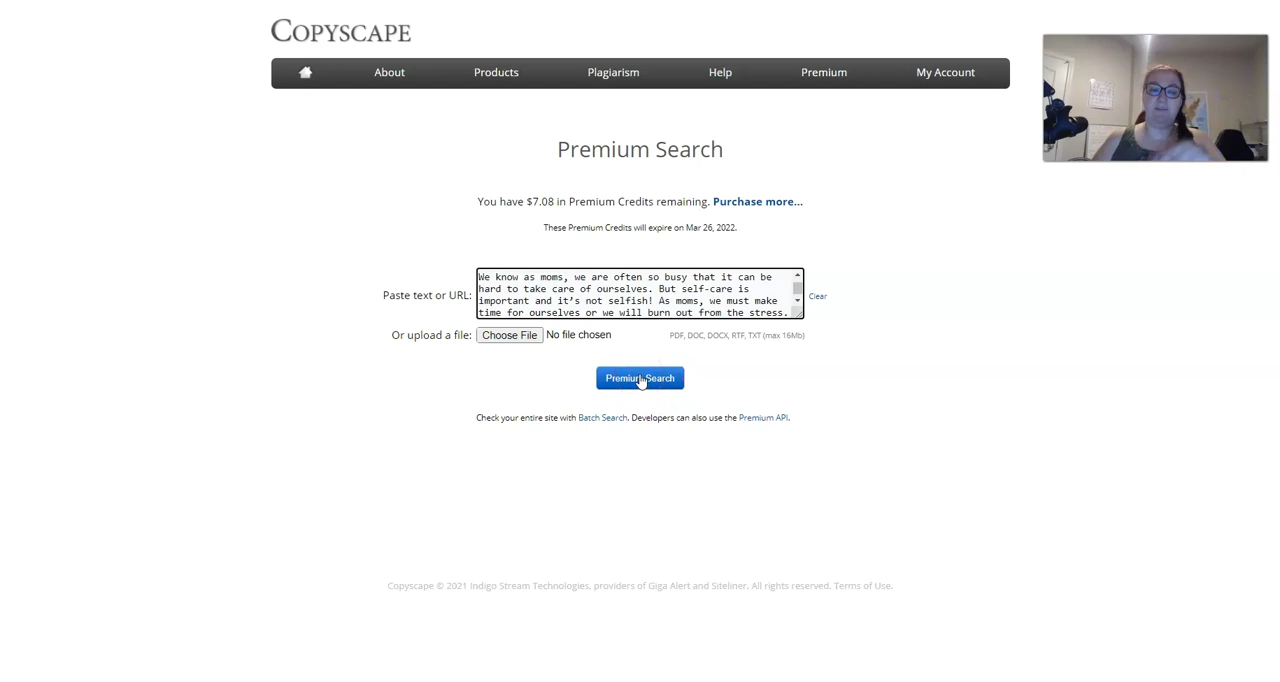 COPYSCAPE
About Products Plagiarism Help Premium My Account
Premium Search
You have $7.08 in Premium Credits remaining. Purchase more...
These Premium Credits will expire on Mar 26, 2022.
Paste text or URL:
We know as moms, we are often so busy that it can be
hard to take care of ourselves. But self-care is
important and it’s not selfish! As moms, we must make
time for ourselves or we will burn out from the stress.
Clear
Or upload a file: Choose File No file chosen PDF, DOC, DOCX, RTF, TXT (max 16Mb)
Premium Search
Check your entire site with Batch Search. Developers can also use the Premium API.
Copyscape © 2021 Indigo Stream Technologies, providers of Giga Alert and Siteliner. All rights reserved. Terms of Use.